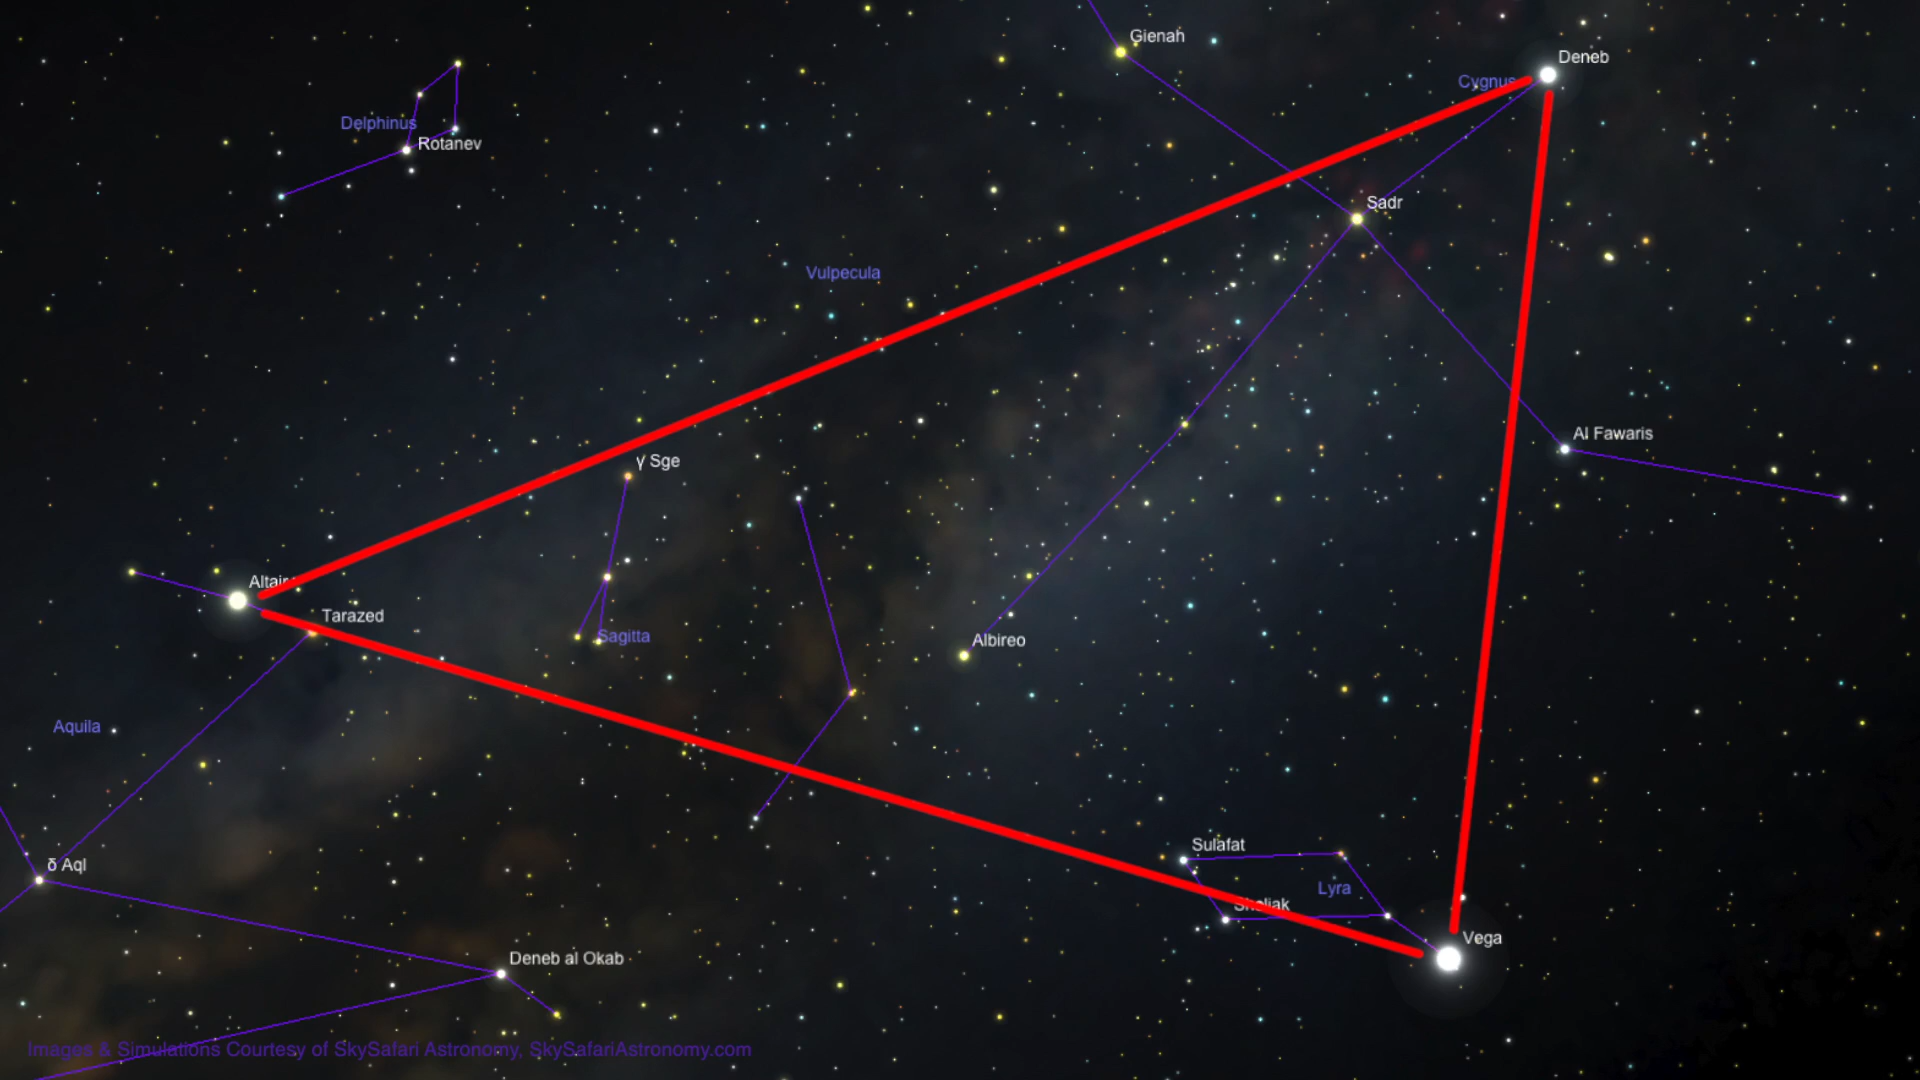 Gienah
Deneb
Cygnus
Delphinus
Rotanev
Sadr
Vulpecula
Al Fawaris
γ Sge
Altair
Tarazed
Sagitta
Albireo
Aquila
Sulafat
δ Aql
Lyra
Sheliak
Vega
Deneb al Okab
Images & Simulations Courtesy of SkySafari Astronomy, SkySafariAstronomy.com